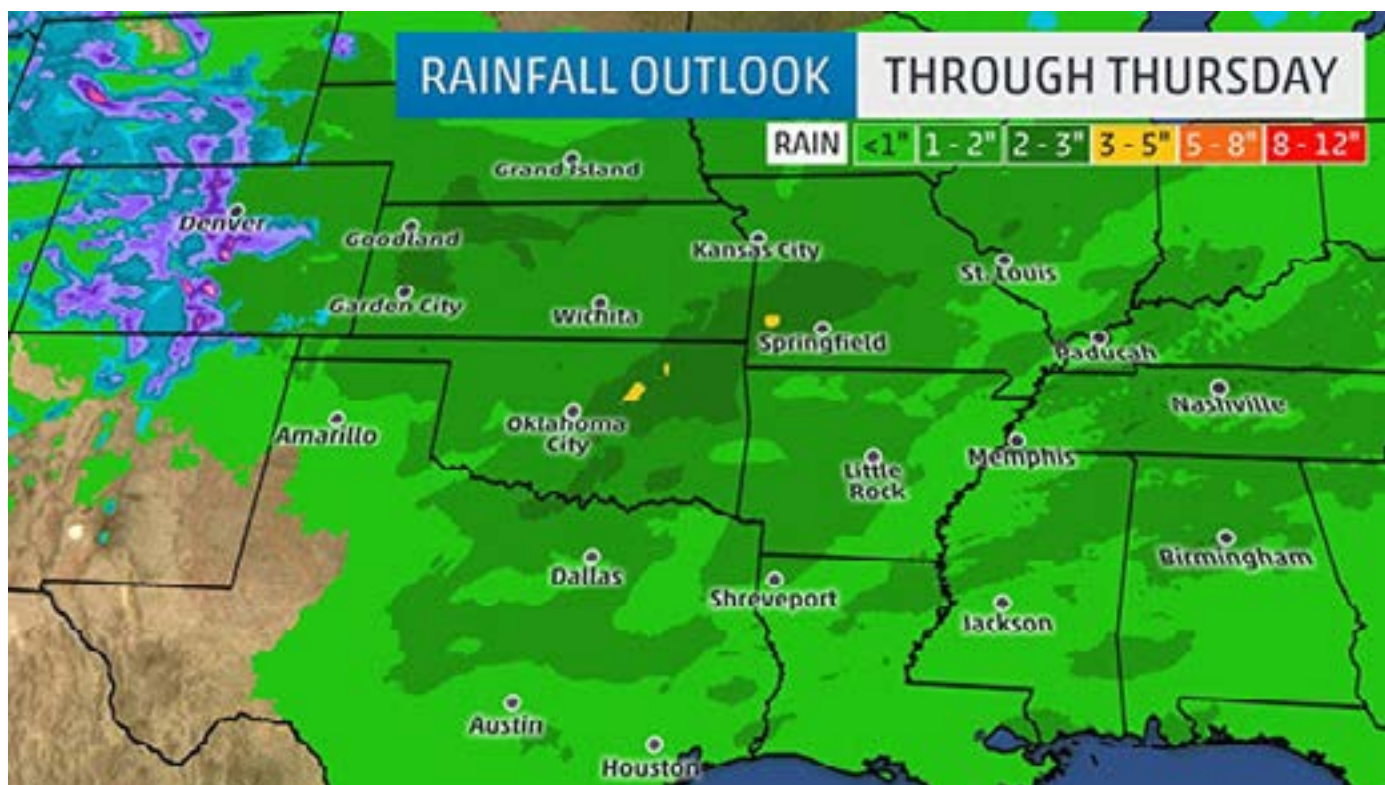 RAINFALL OUTLOOK THROUGH THURSDAY
RAIN <1" 1 - 2" 2 - 3" 3 - 5" 5 - 8" 8 - 12"
Grand Island
Denver
Goodland
Kansas City
St. Louis
Garden City
Wichita
Springfield
Paducah
Nashville
Oklahoma
City
Amarillo
Memphis
Little
Rock
Birmingham
Dallas
Shreveport
Jackson
Austin
Houston